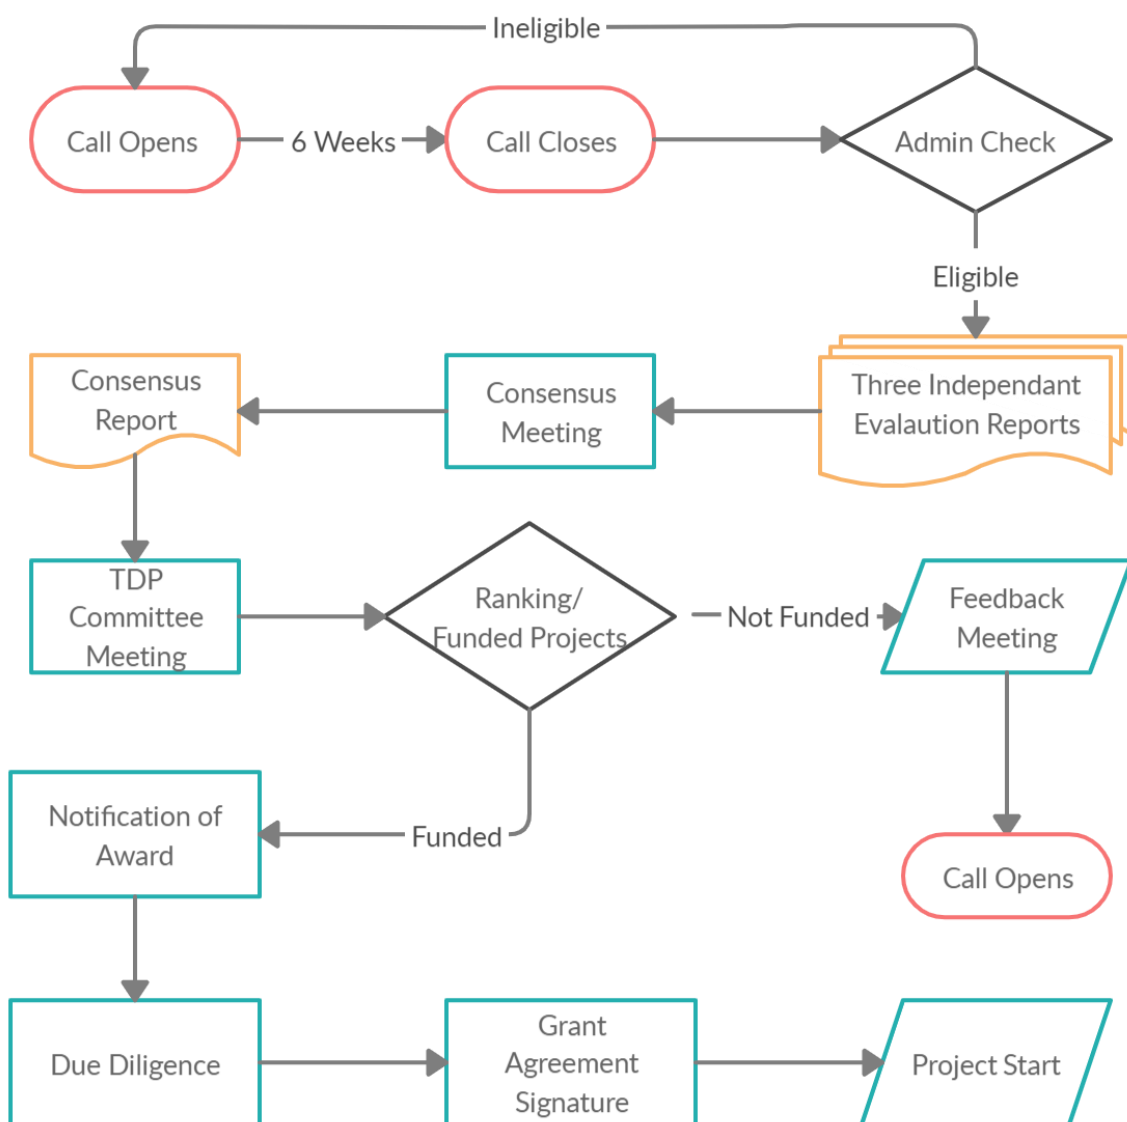 Ineligible
Call Opens
6 Weeks
Call Closes
Admin Check
Eligible
Consensus
Report
Consensus
Meeting
Three Independant
Evalaution Reports
TDP
Committee
Meeting
Ranking/
Funded Projects
Not Funded
Feedback
Meeting
Notification of
Award
Funded
Call Opens
Due Diligence
Grant
Agreement
Signature
Project Start